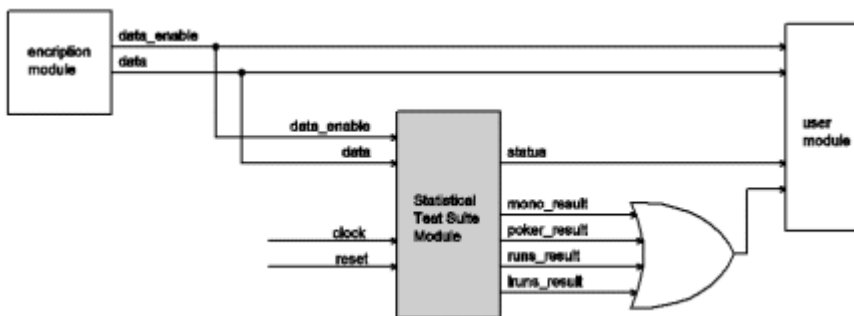 data_enable
encription
module
data
data_enable
data
status
user
module
Statistical
Test Suite
Module
mono_result
poker_result
runs_result
lruns_result
clock
reset